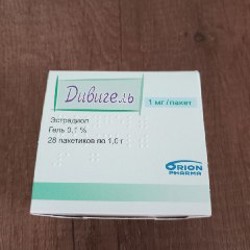 Дивигель
1 мг/пакет
Эстрадиол
Гель 0,1 %
28 пакетиков по 1,0 г
ORION
PHARMA